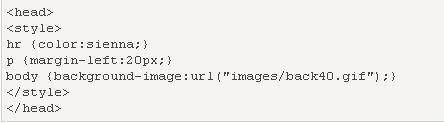 <head>
<style>
hr {color:sienna;}
p {margin-left:20px;}
body {background-image:url("images/back40.gif");}
</style>
</head>